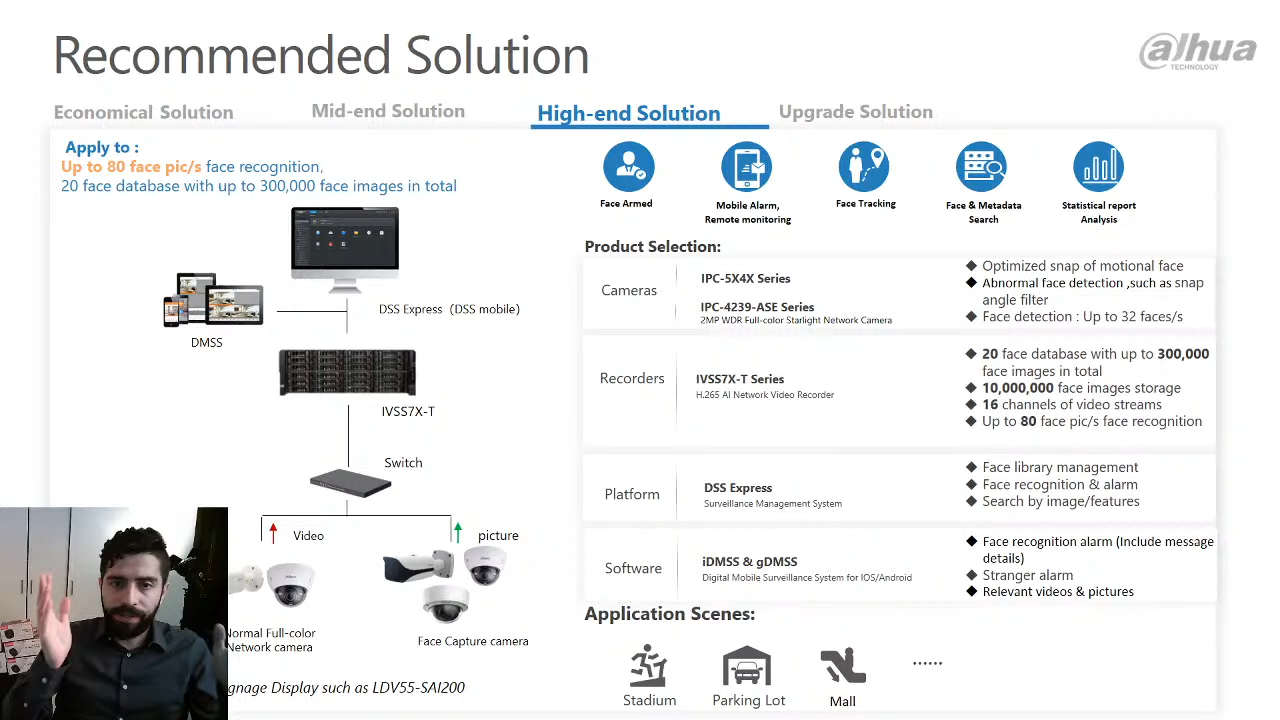 Recommended Solution
alhua
TECHNOLOGY
Economical Solution
Mid-end Solution
High-end Solution
Upgrade Solution
Apply to :
Up to 80 face pic/s face recognition,
20 face database with up to 300,000 face images in total
DSS Express (DSS mobile)
DMSS
IVSS7X-T
Switch
Video
picture
Normal Full-color
Network camera
Face Capture camera
gnage Display such as LDV55-SAI200
Face Armed
Mobile Alarm,
Remote monitoring
Face Tracking
Face & Metadata
Search
Statistical report
Analysis
Product Selection:
Cameras
IPC-5X4X Series
IPC-4239-ASE Series
2MP WDR Full-color Starlight Network Camera
◆ Optimized snap of motional face
◆ Abnormal face detection ,such as snap
angle filter
◆ Face detection : Up to 32 faces/s
Recorders
IVSS7X-T Series
H.265 AI Network Video Recorder
◆ 20 face database with up to 300,000
face images in total
◆ 10,000,000 face images storage
◆ 16 channels of video streams
◆ Up to 80 face pic/s face recognition
Platform
DSS Express
Surveillance Management System
◆ Face library management
◆ Face recognition & alarm
◆ Search by image/features
Software
iDMSS & gDMSS
Digital Mobile Surveillance System for IOS/Android
◆ Face recognition alarm (Include message
details)
◆ Stranger alarm
◆ Relevant videos & pictures
Application Scenes:
Stadium
Parking Lot
Mall
......